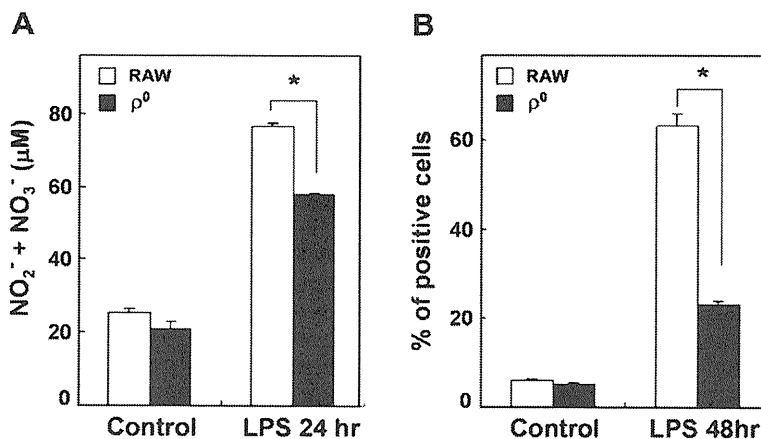 A
NO₂⁻ + NO₃⁻ (μM)
80
60
40
20
0
RAW
ρ⁰
*
Control
LPS 24 hr
B
% of positive cells
60
40
20
0
RAW
ρ⁰
*
Control
LPS 48hr